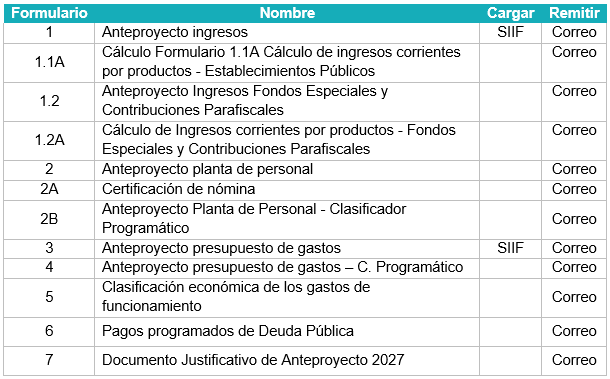 Formulario Nombre Cargar Remitir
1 Anteproyecto ingresos SIIF Correo
1.1A Cálculo Formulario 1.1A Cálculo de ingresos corrientes Correo
por productos - Establecimientos Públicos
1.2 Anteproyecto Ingresos Fondos Especiales y Correo
Contribuciones Parafiscales
1.2A Cálculo de Ingresos corrientes por productos - Fondos Correo
Especiales y Contribuciones Parafiscales
2 Anteproyecto planta de personal Correo
2A Certificación de nómina Correo
2B Anteproyecto Planta de Personal - Clasificador Correo
Programático
3 Anteproyecto presupuesto de gastos SIIF Correo
4 Anteproyecto presupuesto de gastos – C. Programático Correo
5 Clasificación económica de los gastos de Correo
funcionamiento
6 Pagos programados de Deuda Pública Correo
7 Documento Justificativo de Anteproyecto 2027 Correo